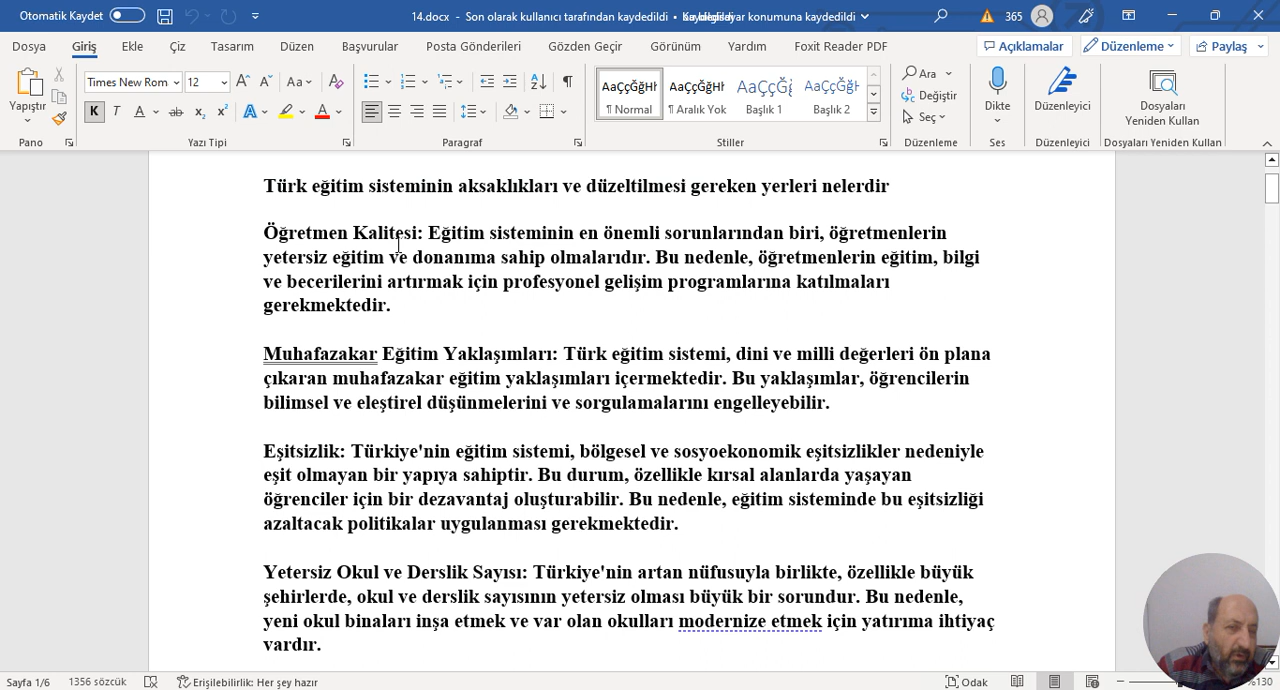 Otomatik Kaydet
14.docx - Son olarak kullanıcı tarafından kaydedildi • konumuna kaydedildi
365
Dosya Giriş Ekle Çiz Tasarım Düzen Başvurular Posta Gönderileri Gözden Geçir Görünüm Yardım Foxit Reader PDF Açıklamalar Düzenleme Paylaş
Yapıştır
Times New Rom 12 Aa
K T A ab x₂ x² A A
AaÇçĞğHł AaÇçĞğHł AaÇçĞğ AaÇçĞğH
¶ Normal ¶ Aralık Yok Başlık 1 Başlık 2
Ara
Değiştir
Seç
Dikte
Düzenleyici
Dosyaları
Yeniden Kullan
Pano Yazı Tipi Paragraf Stiller Düzenleme Ses Düzenleyici Dosyaları Yeniden Kullan
Türk eğitim sisteminin aksaklıkları ve düzeltilmesi gereken yerleri nelerdir
Öğretmen Kalitesi: Eğitim sisteminin en önemli sorunlarından biri, öğretmenlerin
yetersiz eğitim ve donanıma sahip olmalarıdır. Bu nedenle, öğretmenlerin eğitim, bilgi
ve becerilerini artırmak için profesyonel gelişim programlarına katılmaları
gerekmektedir.
Muhafazakar Eğitim Yaklaşımları: Türk eğitim sistemi, dini ve milli değerleri ön plana
çıkaran muhafazakar eğitim yaklaşımları içermektedir. Bu yaklaşımlar, öğrencilerin
bilimsel ve eleştirel düşünmelerini ve sorgulamalarını engelleyebilir.
Eşitsizlik: Türkiye'nin eğitim sistemi, bölgesel ve sosyoekonomik eşitsizlikler nedeniyle
eşit olmayan bir yapıya sahiptir. Bu durum, özellikle kırsal alanlarda yaşayan
öğrenciler için bir dezavantaj oluşturabilir. Bu nedenle, eğitim sisteminde bu eşitsizliği
azaltacak politikalar uygulanması gerekmektedir.
Yetersiz Okul ve Derslik Sayısı: Türkiye'nin artan nüfusuyla birlikte, özellikle büyük
şehirlerde, okul ve derslik sayısının yetersiz olması büyük bir sorundur. Bu nedenle,
yeni okul binaları inşa etmek ve var olan okulları modernize etmek için yatırıma ihtiyaç
vardır.
Sayfa 1/6 1356 sözcük Erişilebilirlik: Her şey hazır Odak %130